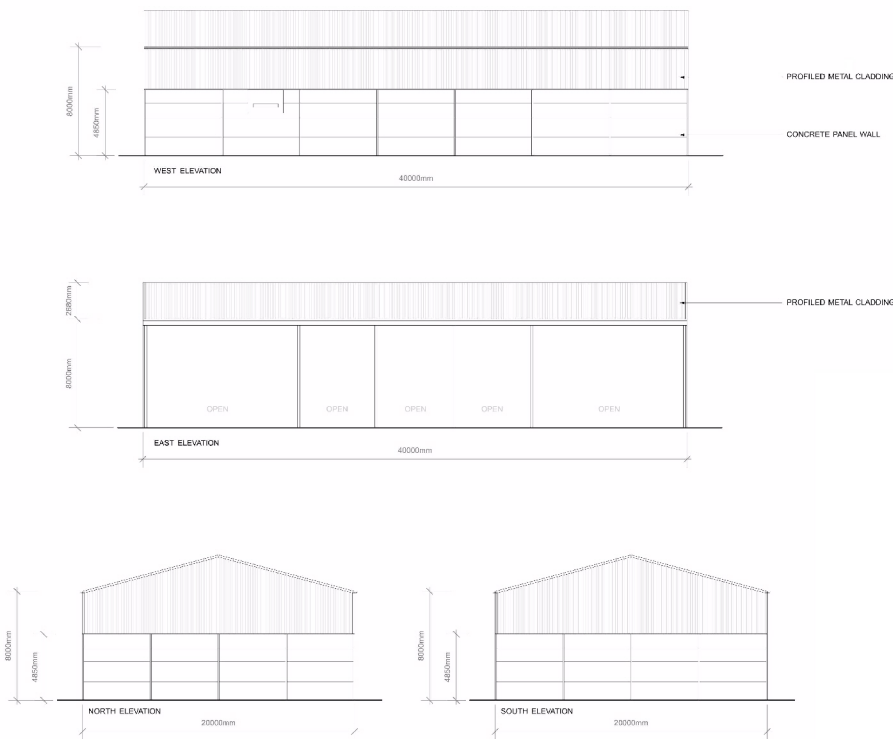 PROFILED METAL CLADDING
8000mm
4850mm
CONCRETE PANEL WALL
WEST ELEVATION
40000mm
2680mm
PROFILED METAL CLADDING
8000mm
OPEN OPEN OPEN OPEN OPEN
EAST ELEVATION
40000mm
8000mm
4850mm
8000mm
4850mm
NORTH ELEVATION
SOUTH ELEVATION
20000mm
20000mm